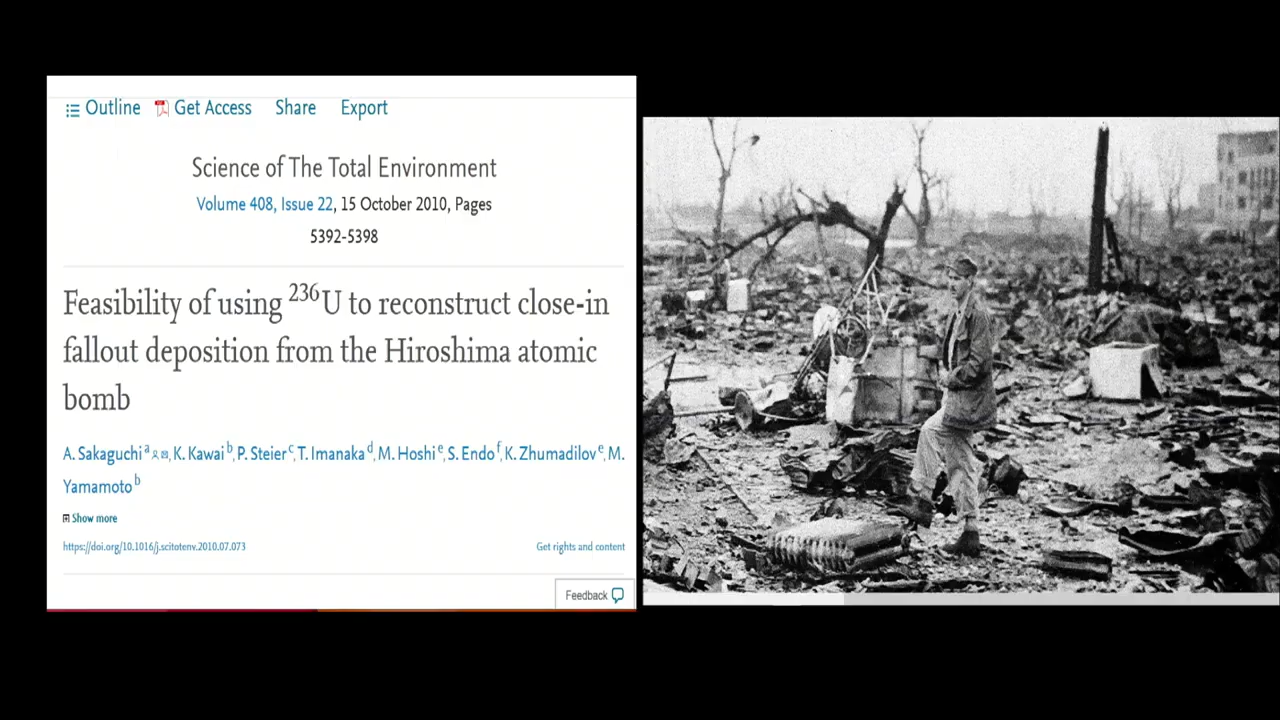 Outline Get Access Share Export
Science of The Total Environment
Volume 408, Issue 22, 15 October 2010, Pages
5392-5398
Feasibility of using 236U to reconstruct close-in
fallout deposition from the Hiroshima atomic
bomb
A. Sakaguchi a, K. Kawai b, P. Steier c, T. Imanaka d, M. Hoshi e, S. Endo f, K. Zhumadilov e, M.
Yamamoto b
Show more
https://doi.org/10.1016/j.scitotenv.2010.07.073 Get rights and content
Feedback